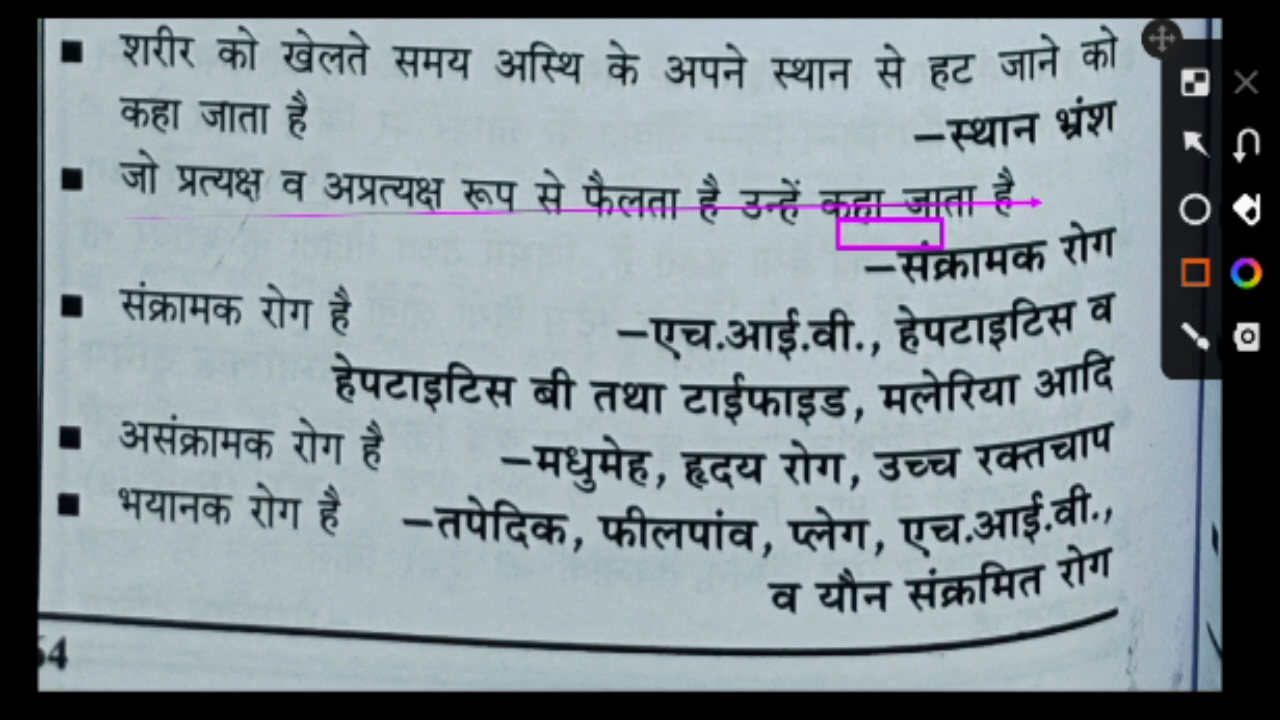 ▪ शरीर को खेलते समय अस्थि के अपने स्थान से हट जाने को
कहा जाता है –स्थान भ्रंश
▪ जो प्रत्यक्ष व अप्रत्यक्ष रूप से फैलता है उन्हें कहा जाता है
–संक्रामक रोग
▪ संक्रामक रोग है –एच.आई.वी., हेपटाइटिस व
हेपटाइटिस बी तथा टाईफाइड, मलेरिया आदि
▪ असंक्रामक रोग है –मधुमेह, हृदय रोग, उच्च रक्तचाप
▪ भयानक रोग है –तपेदिक, फीलपांव, प्लेग, एच.आई.वी.,
व यौन संक्रमित रोग
54